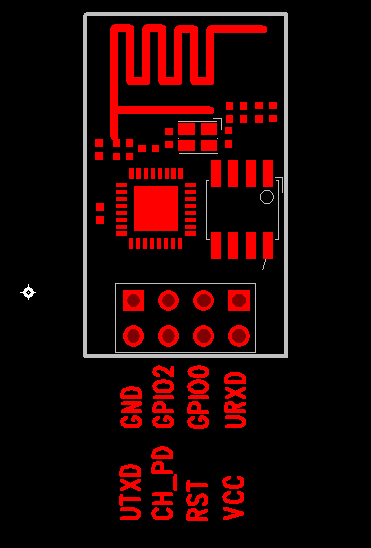 GND
GPIO2
GPIO0
URXD
UTXD
CH_PD
RST
VCC